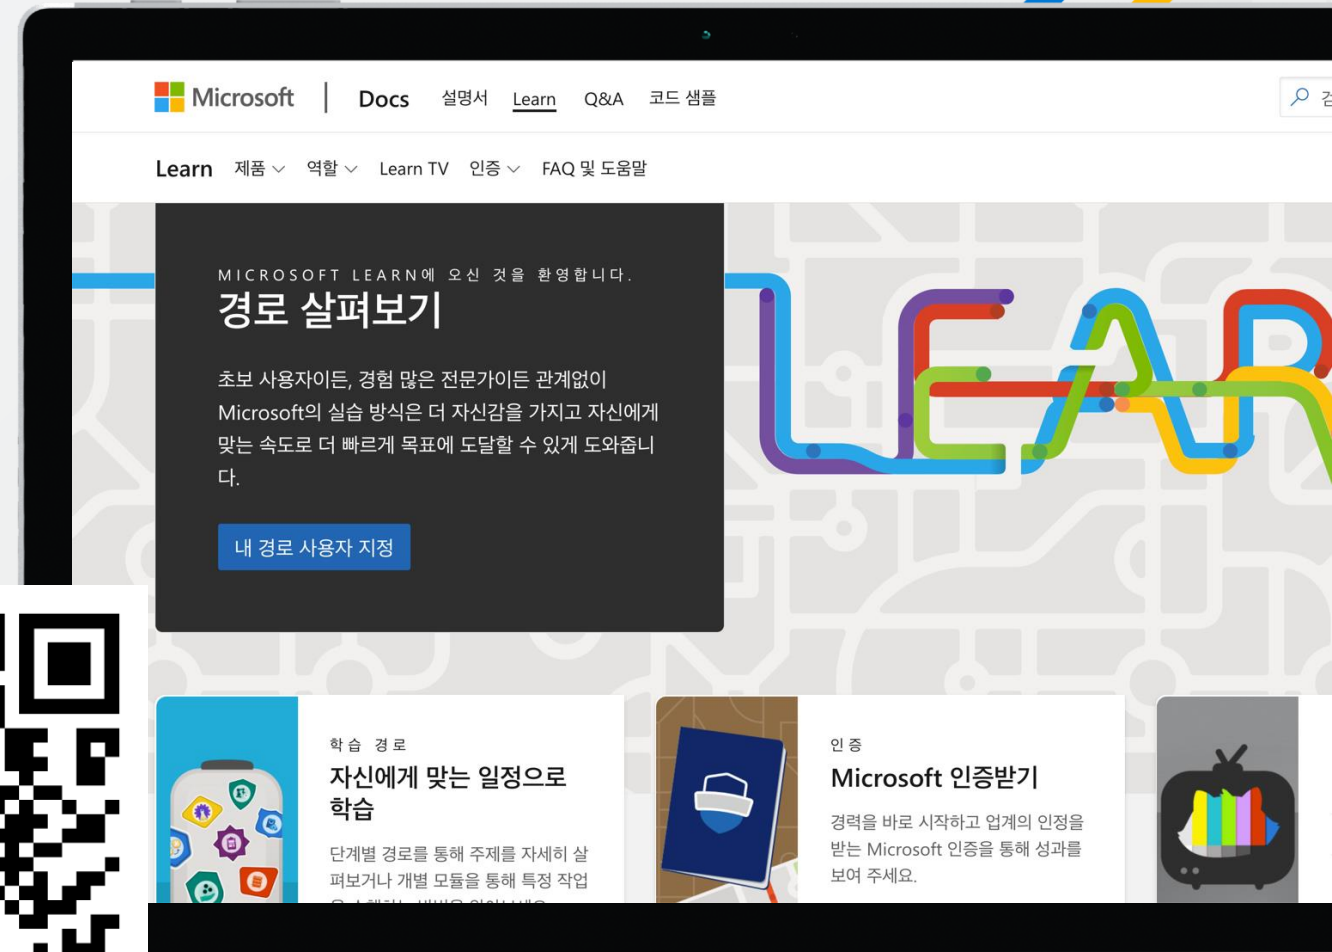 Microsoft | Docs 설명서 Learn Q&A 코드 샘플
Learn 제품 역할 Learn TV 인증 FAQ 및 도움말
MICROSOFT LEARN에 오신 것을 환영합니다.
경로 살펴보기
초보 사용자이든, 경험 많은 전문가이든 관계없이
Microsoft의 실습 방식은 더 자신감을 가지고 자신에게
맞는 속도로 더 빠르게 목표에 도달할 수 있게 도와줍니
다.
내 경로 사용자 지정
LEAR
학습 경로
자신에게 맞는 일정으로
학습
단계별 경로를 통해 주제를 자세히 살
펴보거나 개별 모듈을 통해 특정 작업
인증
Microsoft 인증받기
경력을 바로 시작하고 업계의 인정을
받는 Microsoft 인증을 통해 성과를
보여 주세요.